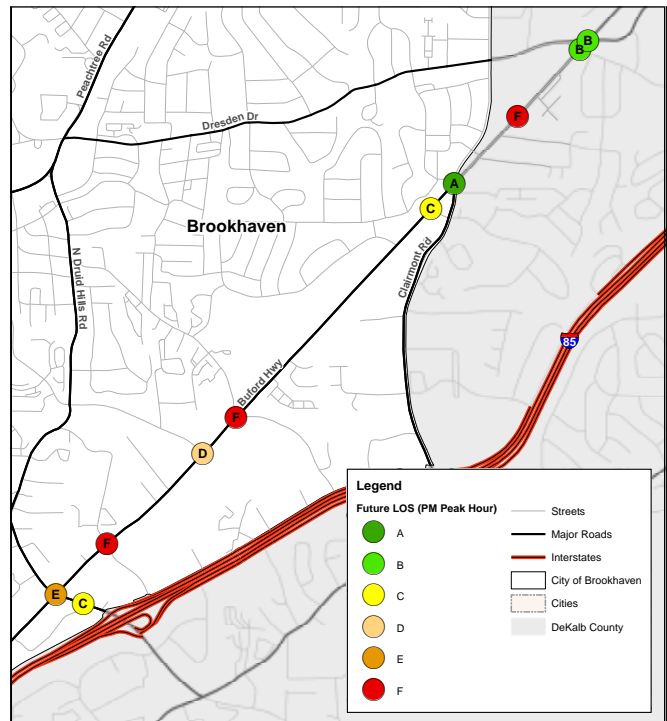 Peachtree Rd
B
B
Dresden Dr
F
A
C
Brookhaven
Clairmont Rd
N Druid Hills Rd
85
Buford Hwy
F
D
F
E
C
Legend
Future LOS (PM Peak Hour)
A
B
C
D
E
F
Streets
Major Roads
Interstates
City of Brookhaven
Cities
DeKalb County